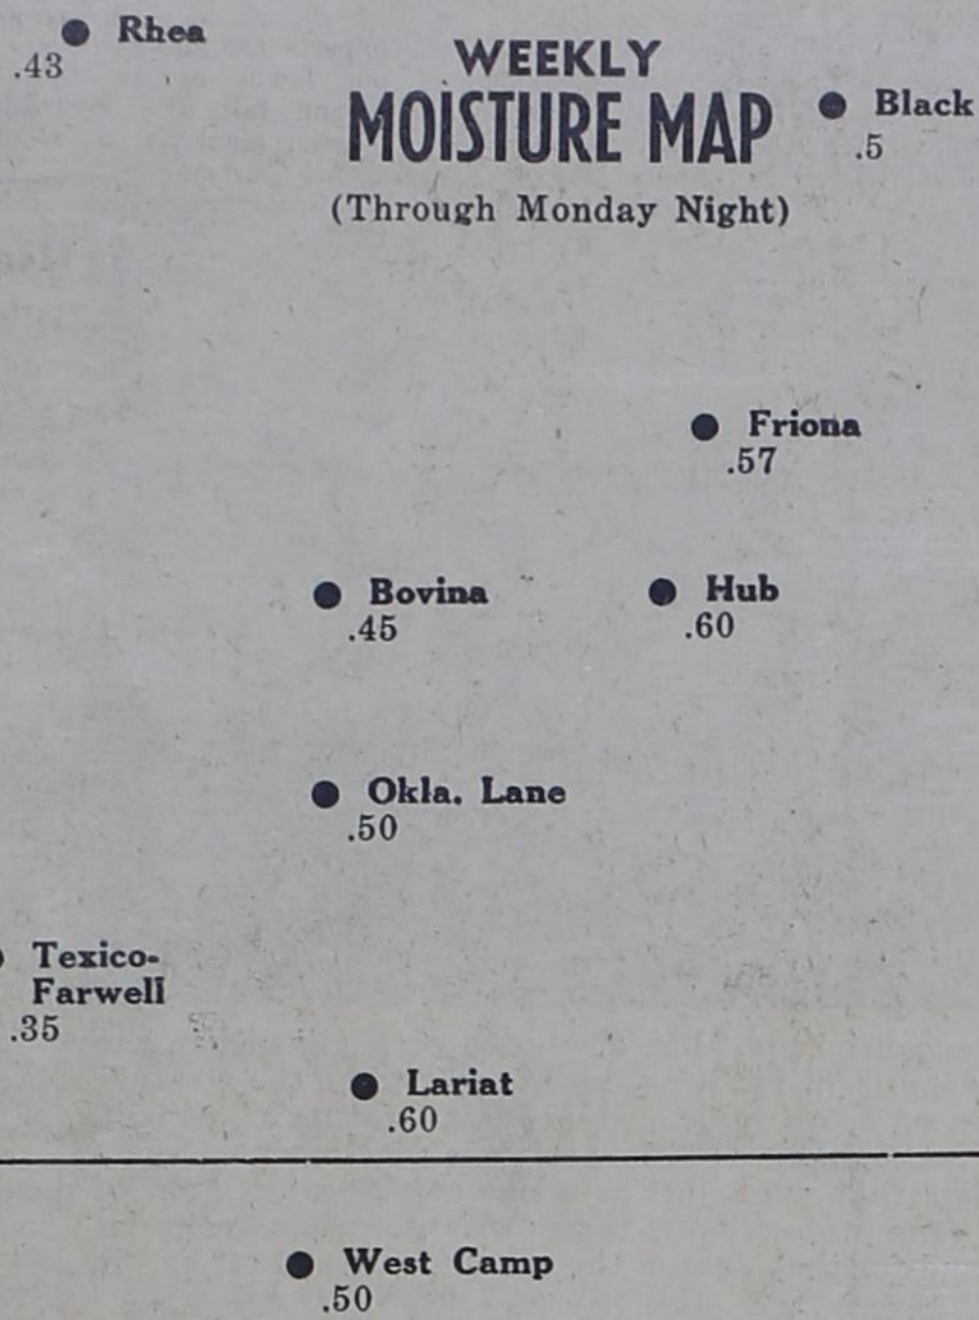 Rhea
.43
WEEKLY
MOISTURE MAP
(Through Monday Night)
Black
.5
Friona
.57
Bovina
.45
Hub
.60
Okla. Lane
.50
Texico-
Farwell
.35
Lariat
.60
West Camp
.50